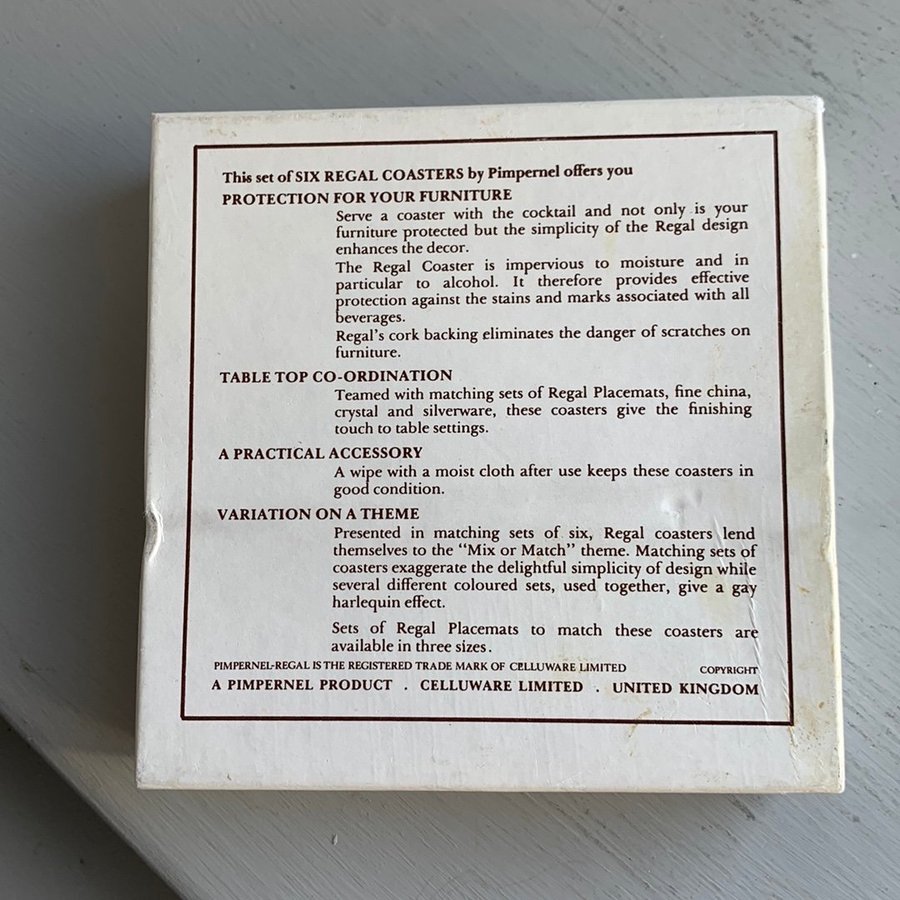 This set of SIX REGAL COASTERS by Pimpernel offers you
PROTECTION FOR YOUR FURNITURE
Serve a coaster with the cocktail and not only is your
furniture protected but the simplicity of the Regal design
enhances the decor.
The Regal Coaster is impervious to moisture and in
particular to alcohol. It therefore provides effective
protection against the stains and marks associated with all
beverages.
Regal's cork backing eliminates the danger of scratches on
furniture.
TABLE TOP CO-ORDINATION
Teamed with matching sets of Regal Placemats, fine china,
crystal and silverware, these coasters give the finishing
touch to table settings.
A PRACTICAL ACCESSORY
A wipe with a moist cloth after use keeps these coasters in
good condition.
VARIATION ON A THEME
Presented in matching sets of six, Regal coasters lend
themselves to the "Mix or Match" theme. Matching sets of
coasters exaggerate the delightful simplicity of design while
several different coloured sets, used together, give a gay
harlequin effect.
Sets of Regal Placemats to match these coasters are
available in three sizes.
PIMPERNEL-REGAL IS THE REGISTERED TRADE MARK OF CELLUWARE LIMITED COPYRIGHT
A PIMPERNEL PRODUCT . CELLUWARE LIMITED . UNITED KINGDOM